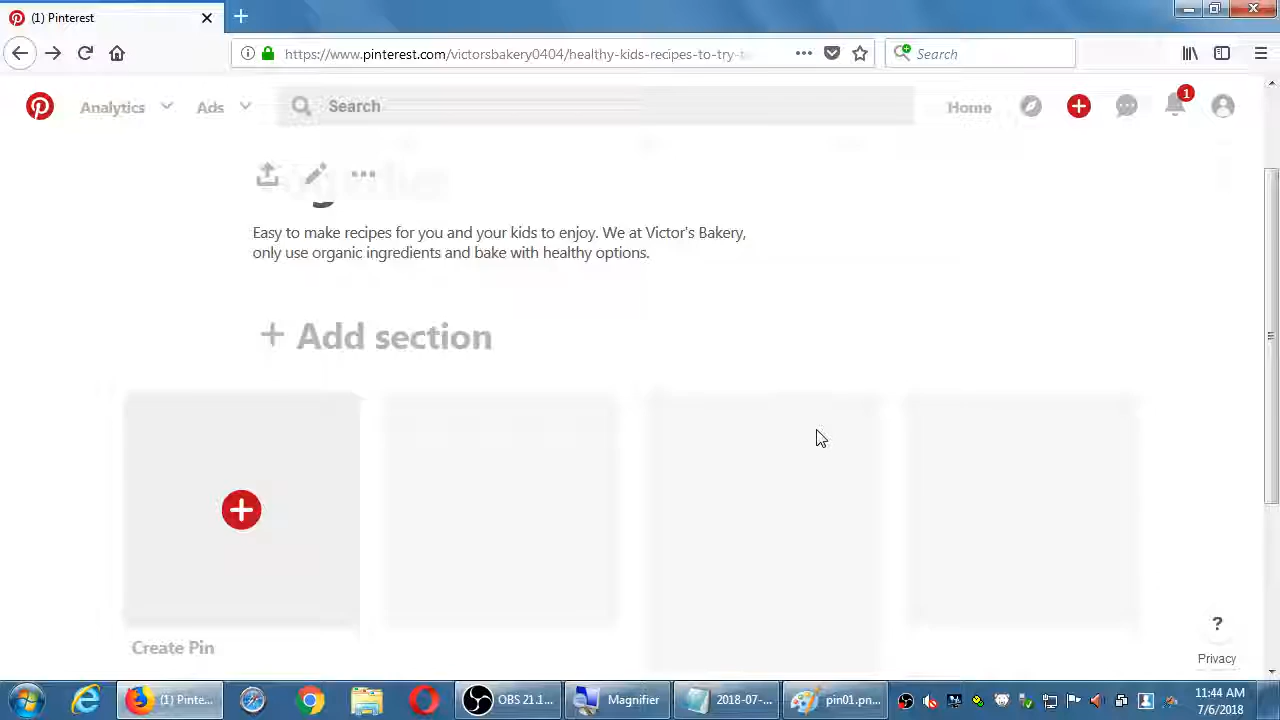 (1) Pinterest
https://www.pinterest.com/victorsbakery0404/healthy-kids-recipes-to-try-t
Search
Analytics
Ads
Search
Home
1
Easy to make recipes for you and your kids to enjoy. We at Victor's Bakery,
only use organic ingredients and bake with healthy options.
+ Add section
Create Pin
?
Privacy
(1) Pinte...
OBS 21.1...
Magnifier
2018-07-...
pin01.pn...
11:44 AM
7/6/2018